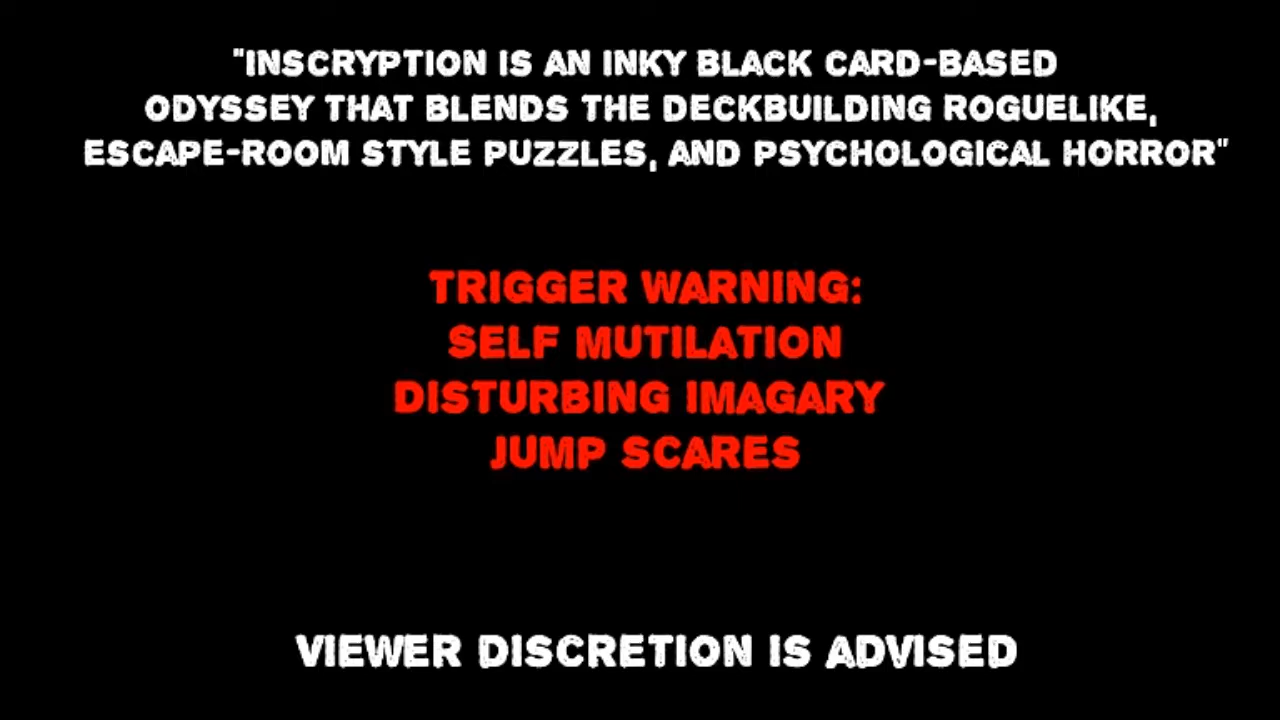 "INSCRYPTION IS AN INKY BLACK CARD-BASED
ODYSSEY THAT BLENDS THE DECKBUILDING ROGUELIKE,
ESCAPE-ROOM STYLE PUZZLES, AND PSYCHOLOGICAL HORROR"
TRIGGER WARNING:
SELF MUTILATION
DISTURBING IMAGARY
JUMP SCARES
VIEWER DISCRETION IS ADVISED